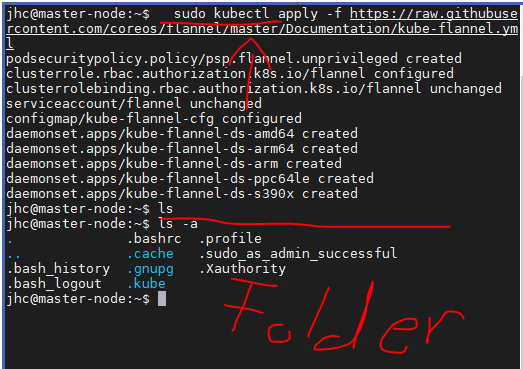 jhc@master-node:~$  sudo kubectl apply -f https://raw.githubuse
rcontent.com/coreos/flannel/master/Documentation/kube-flannel.ym
l
podsecuritypolicy.policy/psp.flannel.unprivileged created
clusterrole.rbac.authorization.k8s.io/flannel configured
clusterrolebinding.rbac.authorization.k8s.io/flannel unchanged
serviceaccount/flannel unchanged
configmap/kube-flannel-cfg configured
daemonset.apps/kube-flannel-ds-amd64 created
daemonset.apps/kube-flannel-ds-arm64 created
daemonset.apps/kube-flannel-ds-arm created
daemonset.apps/kube-flannel-ds-ppc64le created
daemonset.apps/kube-flannel-ds-s390x created
jhc@master-node:~$ ls
jhc@master-node:~$ ls -a
. .bashrc .profile
.. .cache .sudo_as_admin_successful
.bash_history .gnupg .Xauthority
.bash_logout .kube
jhc@master-node:~$
Folder